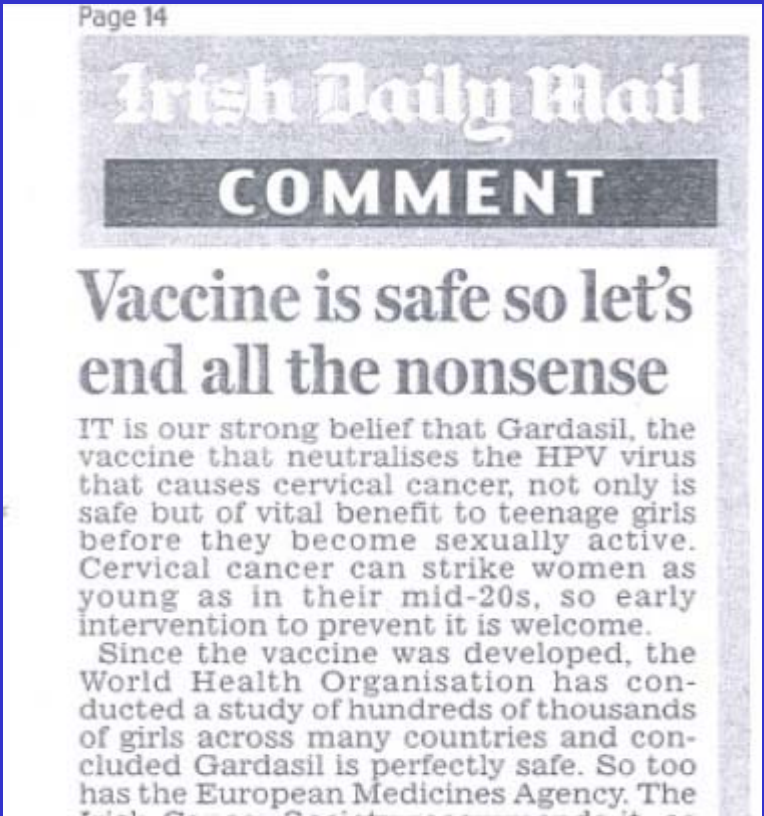 Page 14
Irish Daily Mail
COMMENT
Vaccine is safe so let's
end all the nonsense
IT is our strong belief that Gardasil, the
vaccine that neutralises the HPV virus
that causes cervical cancer, not only is
safe but of vital benefit to teenage girls
before they become sexually active.
Cervical cancer can strike women as
young as in their mid-20s, so early
intervention to prevent it is welcome.
Since the vaccine was developed, the
World Health Organisation has con-
ducted a study of hundreds of thousands
of girls across many countries and con-
cluded Gardasil is perfectly safe. So too
has the European Medicines Agency. The